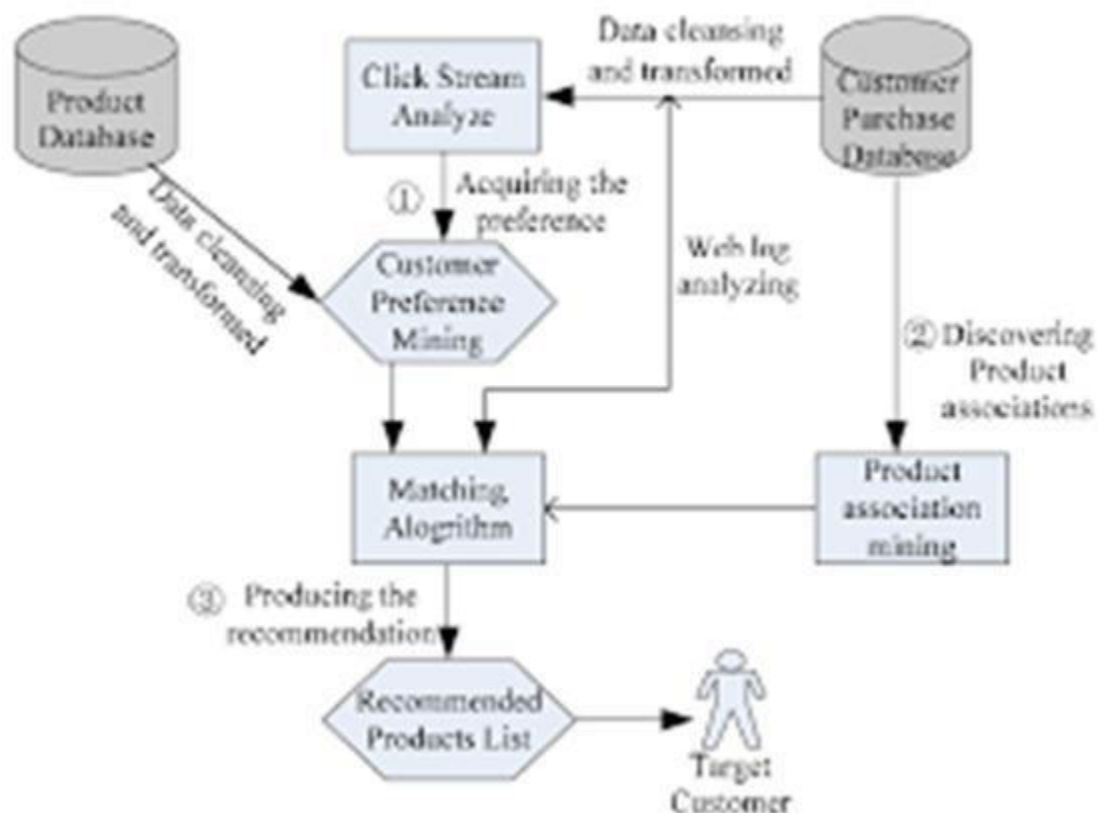 Product
Database
Click Stream
Analyze
Data cleansing
and transformed
Customer
Purchase
Database
Data cleansing
and transformed
① Acquiring the
preference
Customer
Preference
Mining
Web log
analyzing
② Discovering
Product
associations
Matching
Alogrithm
Product
association
mining
③ Producing the
recommendation
Recommended
Products List
Target
Customer